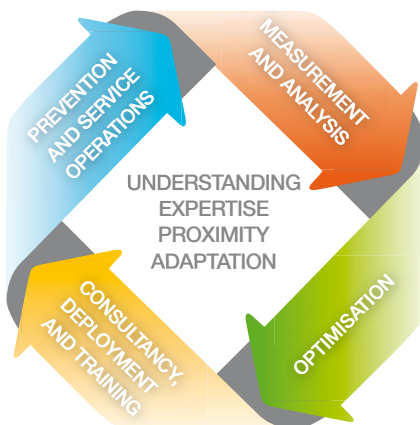 PREVENTION
AND SERVICE
OPERATIONS
MEASUREMENT
AND ANALYSIS
UNDERSTANDING
EXPERTISE
PROXIMITY
ADAPTATION
OPTIMISATION
CONSULTANCY,
DEPLOYMENT
AND TRAINING